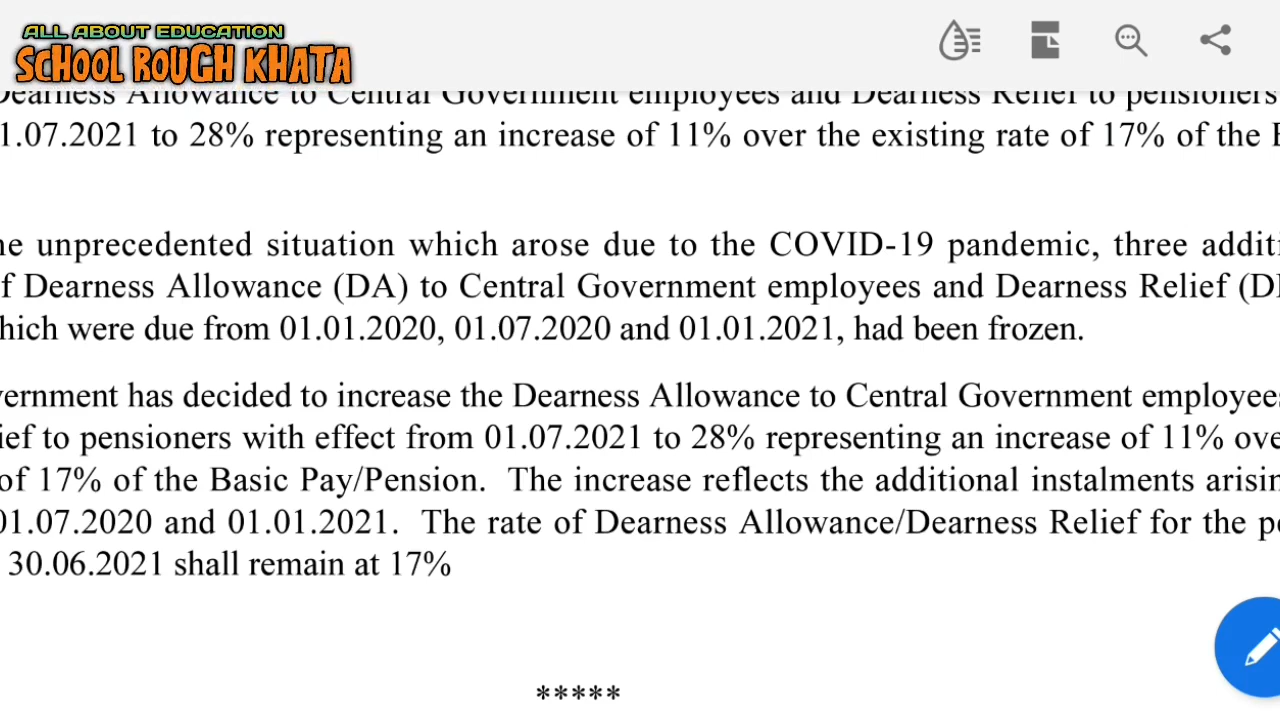 ALL ABOUT EDUCATION
SCHOOL ROUGH KHATA
Dearness Allowance to Central Government employees and Dearness Relief to pensioners
1.07.2021 to 28% representing an increase of 11% over the existing rate of 17% of the
unprecedented situation which arose due to the COVID-19 pandemic, three
f Dearness Allowance (DA) to Central Government employees and Dearness Relief
were due from 01.01.2020, 01.07.2020 and 01.01.2021, had been frozen.
vernment has decided to increase the Dearness Allowance to Central Government employees
ief to pensioners with effect from 01.07.2021 to 28% representing an increase of 11%
of 17% of the Basic Pay/Pension. The increase reflects the additional instalments
01.07.2020 and 01.01.2021. The rate of Dearness Allowance/Dearness Relief for the
30.06.2021 shall remain at 17%
*****